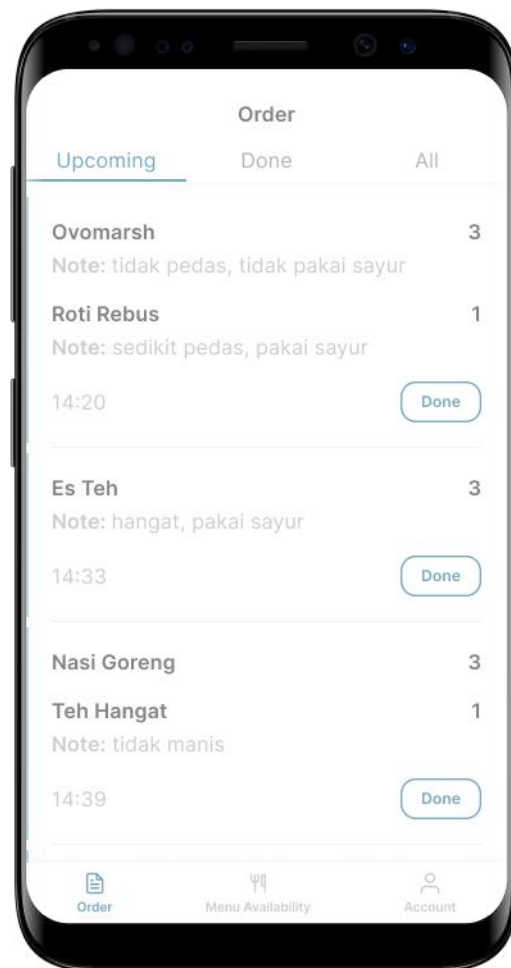 Order
Upcoming Done All
Ovomarsh 3
Note: tidak pedas, tidak pakai sayur
Roti Rebus 1
Note: sedikit pedas, pakai sayur
14:20 Done
Es Teh 3
Note: hangat, pakai sayur
14:33 Done
Nasi Goreng 3
Teh Hangat 1
Note: tidak manis
14:39 Done
Order Menu Availability Account